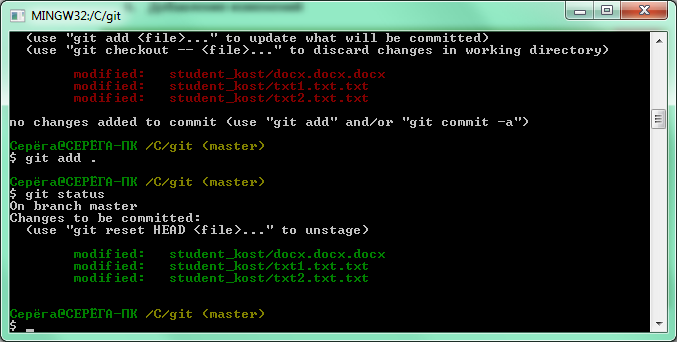 Добавление изменений
MINGW32:/C/git
(use "git add <file>..." to update what will be committed)
(use "git checkout -- <file>..." to discard changes in working directory)
modified:   student_kost/docx.docx.docx
modified:   student_kost/txt1.txt.txt
modified:   student_kost/txt2.txt.txt
no changes added to commit (use "git add" and/or "git commit -a")
Серёга@СЕРЁГА-ПК /C/git (master)
$ git add .
Серёга@СЕРЁГА-ПК /C/git (master)
$ git status
On branch master
Changes to be committed:
(use "git reset HEAD <file>..." to unstage)
modified:   student_kost/docx.docx.docx
modified:   student_kost/txt1.txt.txt
modified:   student_kost/txt2.txt.txt
Серёга@СЕРЁГА-ПК /C/git (master)
$